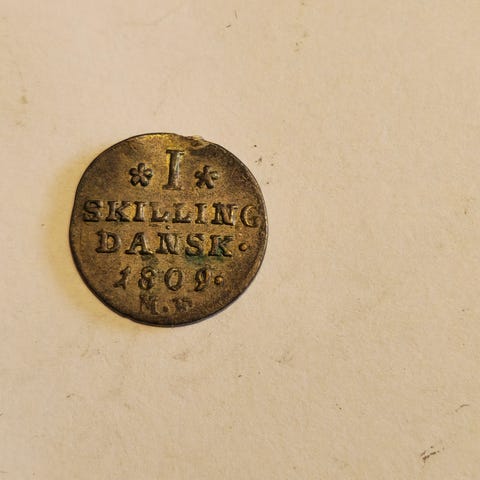 * I *
SKILLING
DANSK·
1809·
M.